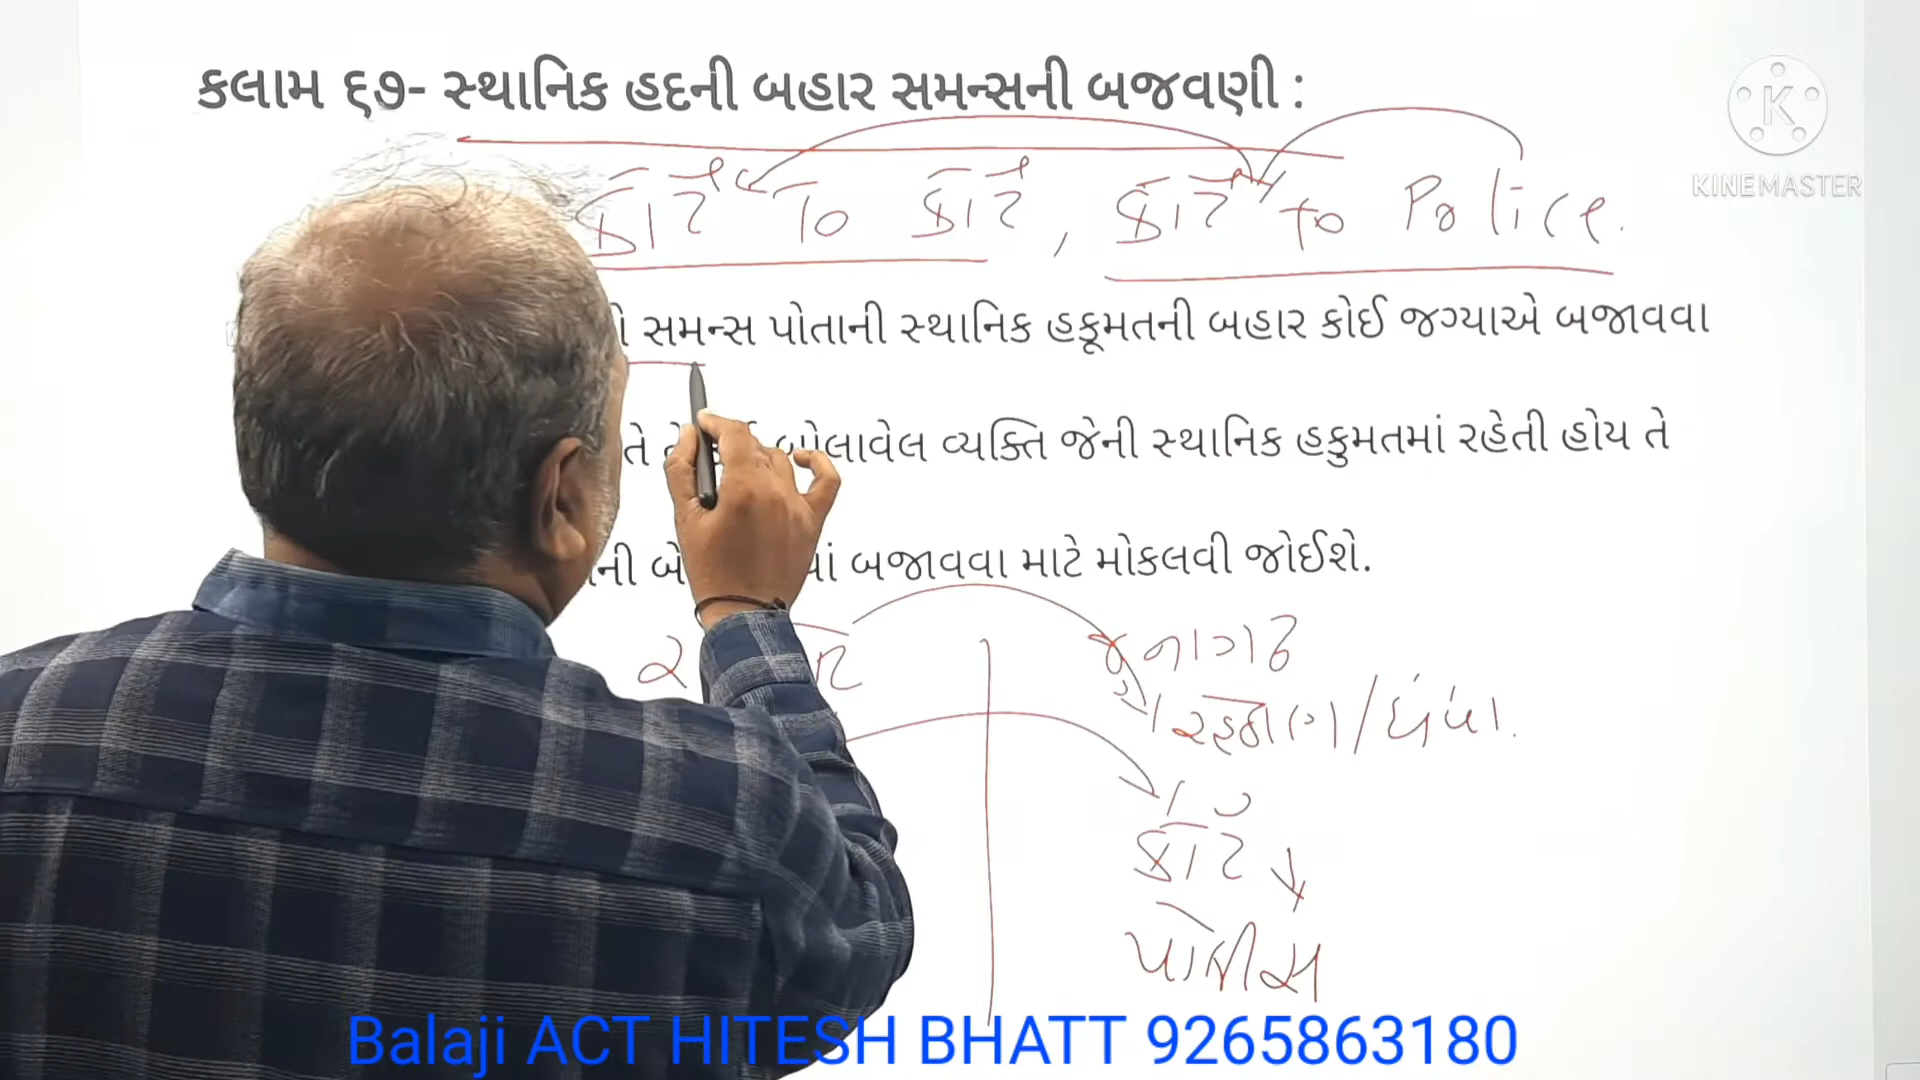 કલામ ૬૭- સ્થાનિક હદની બહાર સમન્સની બજવણી :
KINEMASTER
કોર્ટ To કોર્ટ , કોર્ટ to Police.
સમન્સ પોતાની સ્થાનિક હકૂમતની બહાર કોઈ જગ્યાએ બજાવવા
તે બોલાવેલ વ્યક્તિ જેની સ્થાનિક હકુમતમાં રહેતી હોય તે
બજાવવા માટે મોકલવી જોઈશે.
જુનાગઢ
રહેઠાણ/ધંધા.
કોર્ટ
પોલીસ
Balaji ACT HITESH BHATT 9265863180